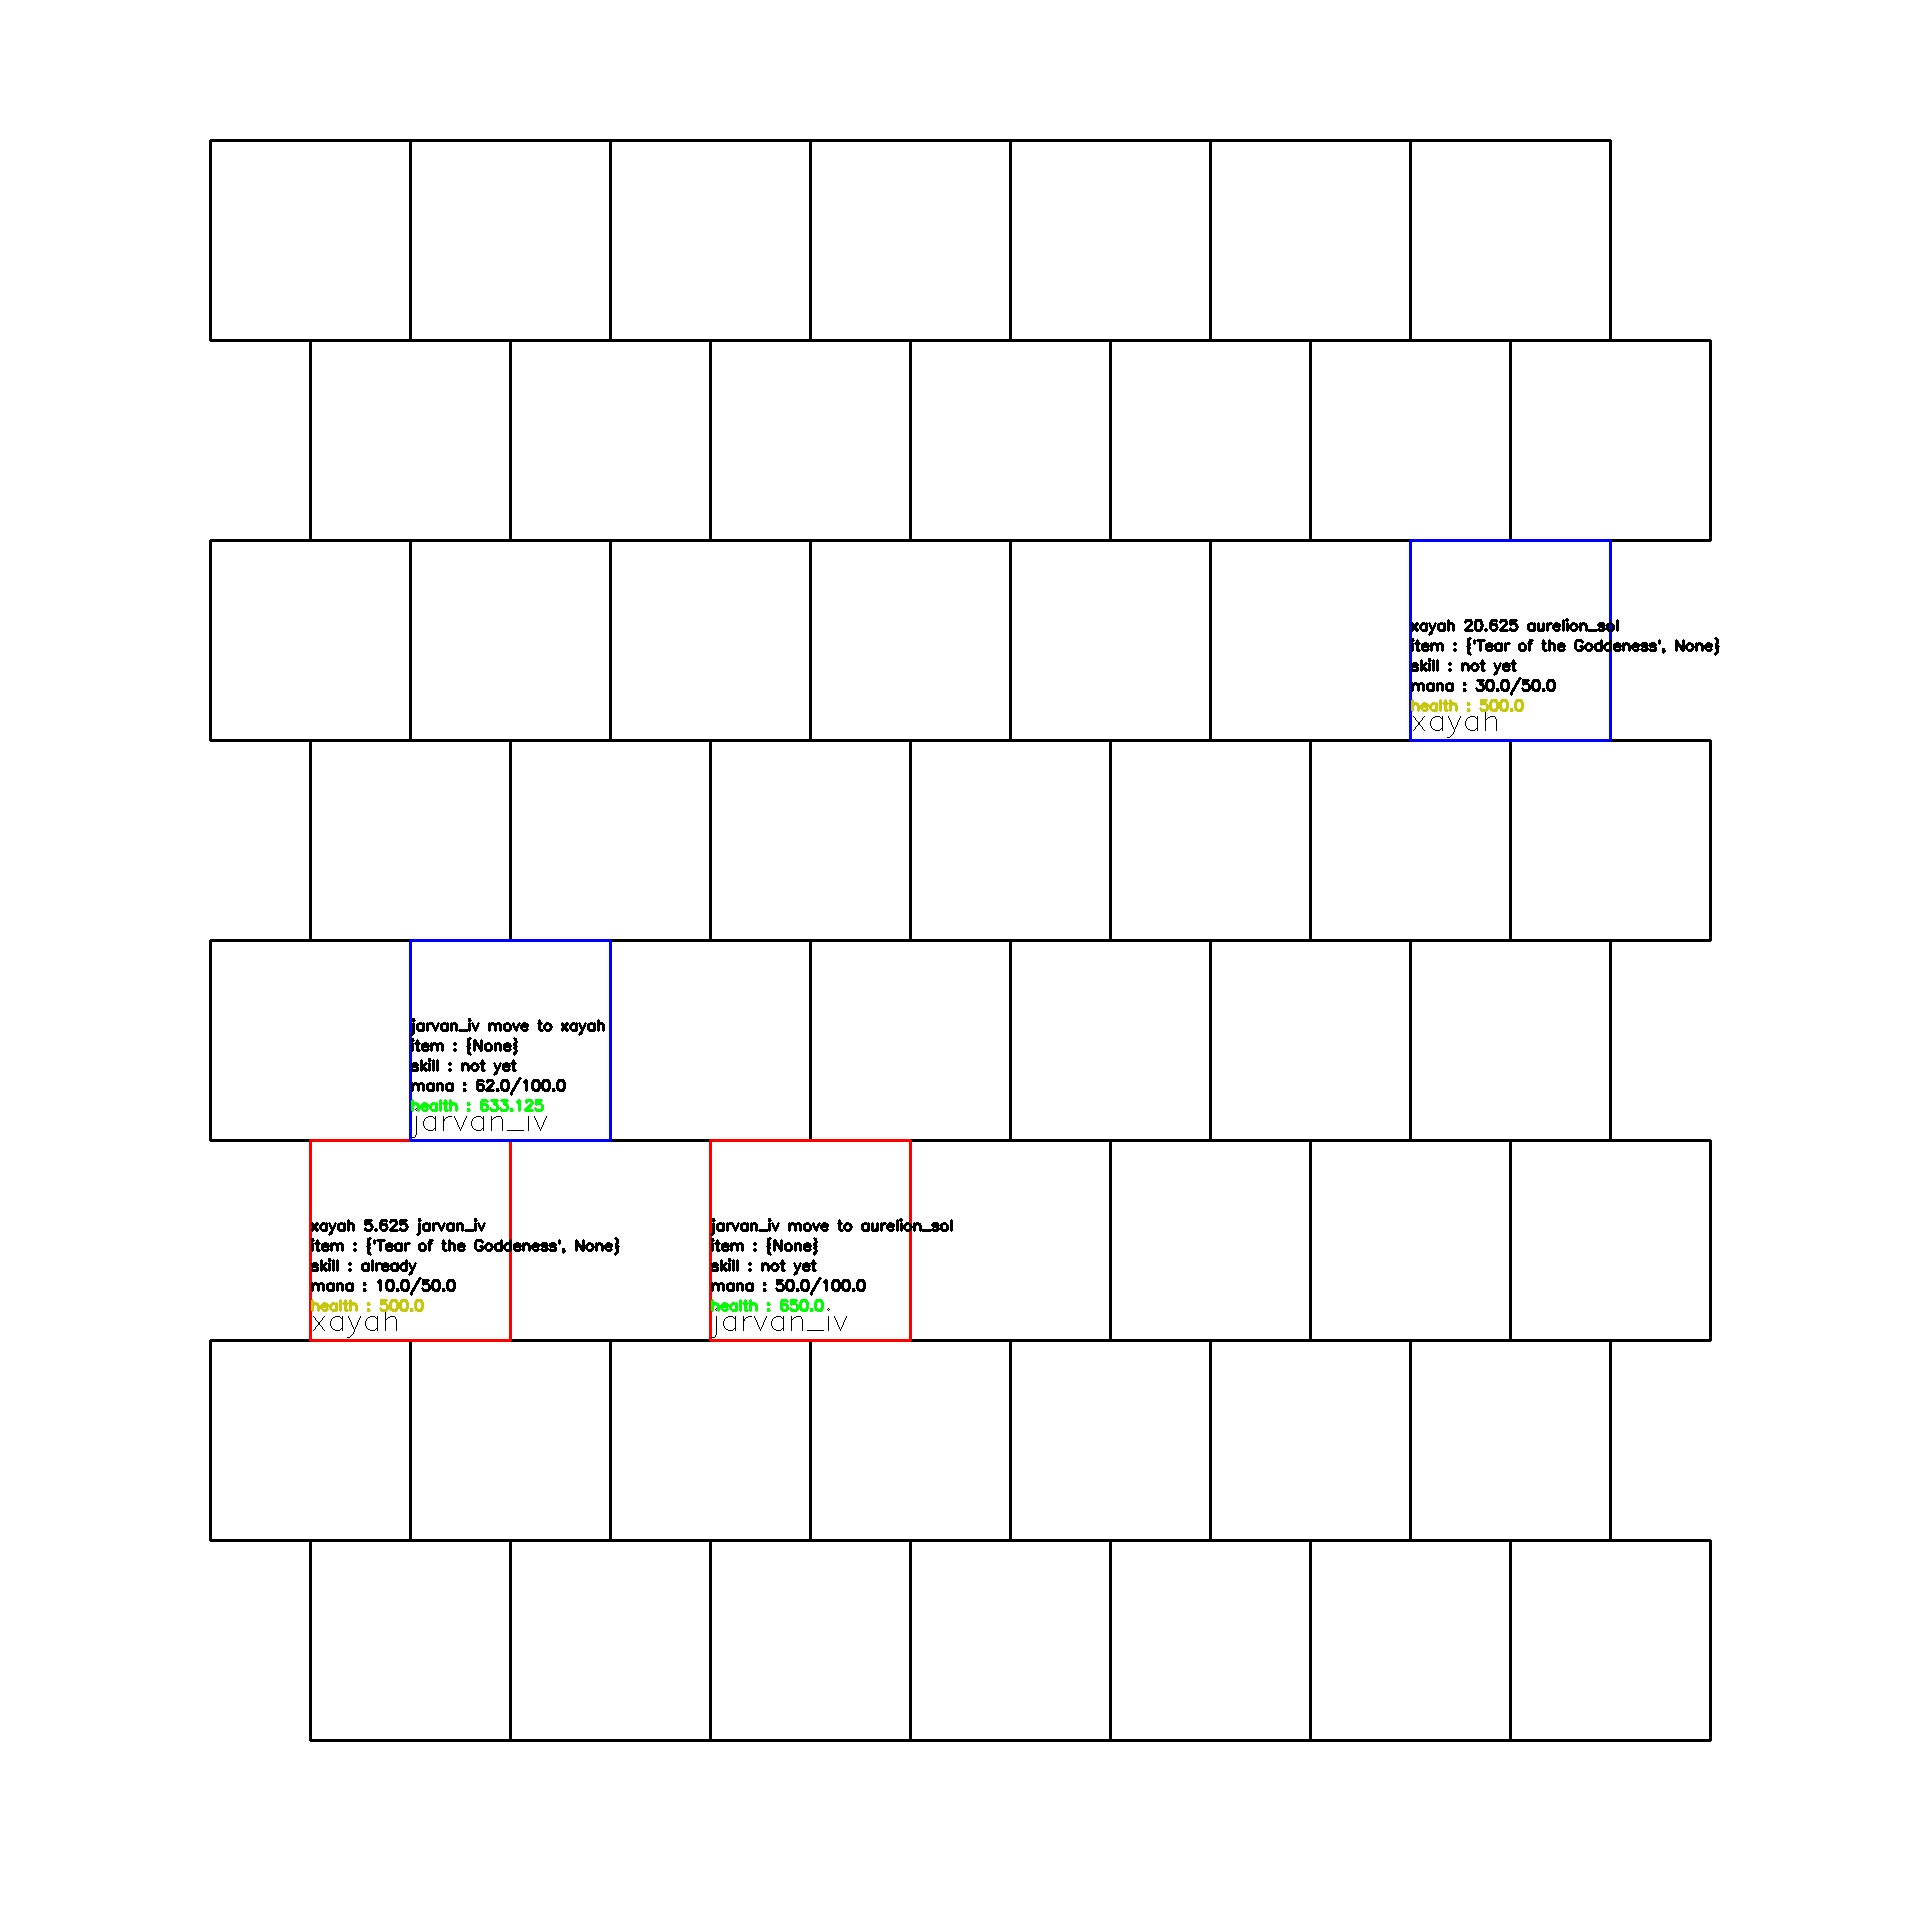 xayah 20.625 aurelion_sol
item : {'Tear of the Goddeness', None}
skill : not yet
mana : 30.0/50.0
health : 500.0
xayah
jarvan_iv move to xayah
item : {None}
skill : not yet
mana : 62.0/100.0
health : 633.125
jarvan_iv
xayah 5.625 jarvan_iv
item : {'Tear of the Goddeness', None}
skill : already
mana : 10.0/50.0
health : 500.0
xayah
jarvan_iv move to aurelion_sol
item : {None}
skill : not yet
mana : 50.0/100.0
health : 650.0
jarvan_iv